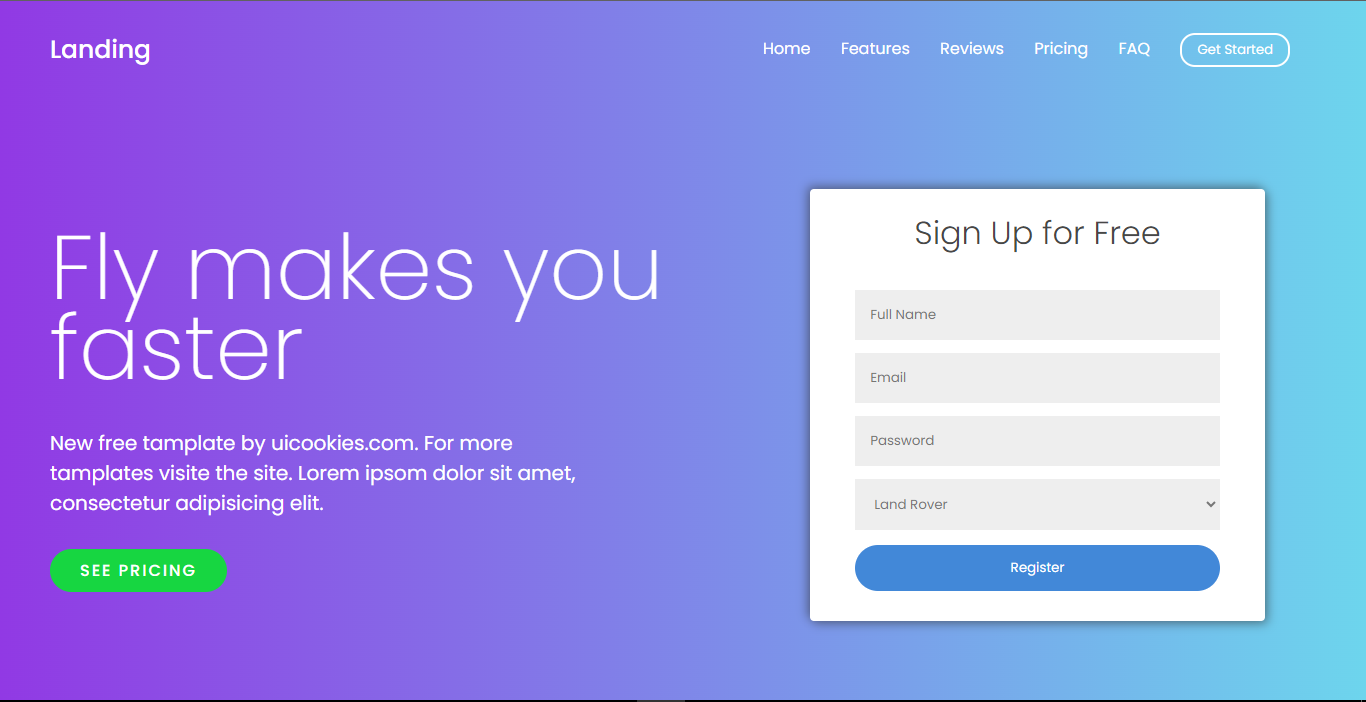 Landing
Home
Features
Reviews
Pricing
FAQ
Get Started
Fly makes you
faster
New free tamplate by uicookies.com. For more
tamplates visite the site. Lorem ipsom dolor sit amet,
consectetur adipisicing elit.
SEE PRICING
Sign Up for Free
Full Name
Email
Password
Land Rover
Register